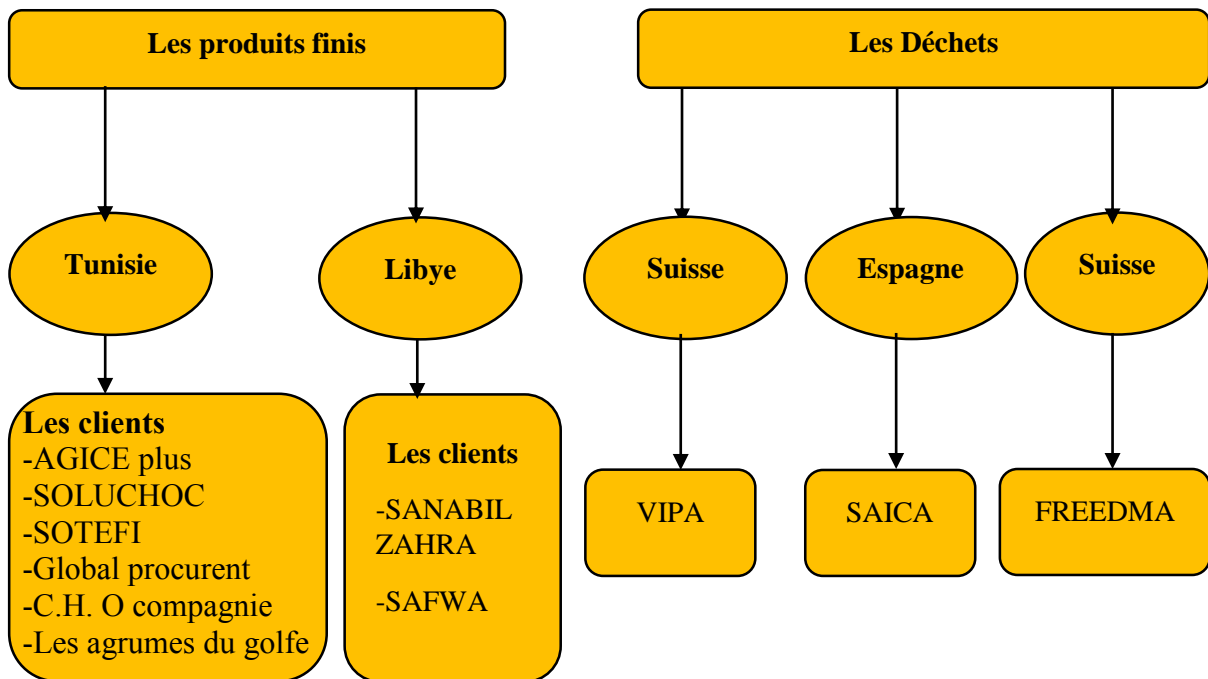 Les produits finis
Les Déchets
Tunisie
Libye
Suisse
Espagne
Suisse
Les clients
-AGICE plus
-SOLUCHOC
-SOTEFI
-Global procurent
-C.H. O compagnie
-Les agrumes du golfe
Les clients
-SANABIL
ZAHRA
-SAFWA
VIPA
SAICA
FREEDMA